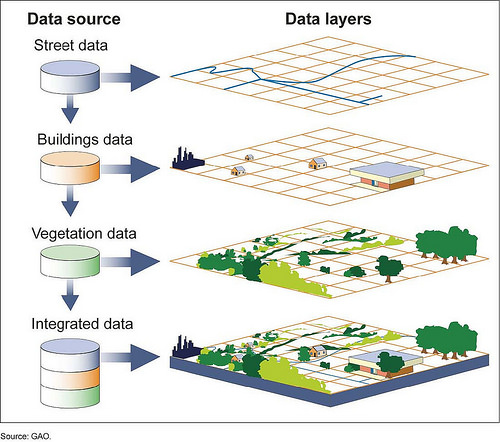 Data source
Data layers
Street data
Buildings data
Vegetation data
Integrated data
Source: GAO.